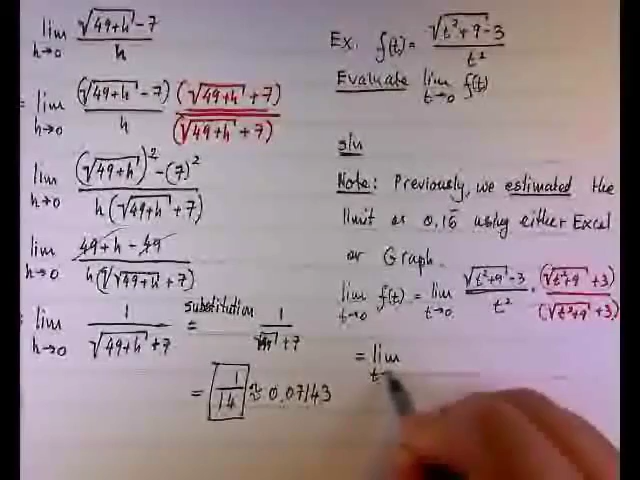 lim h→0 (√(49+h) - 7) / h
= lim h→0 ((√(49+h) - 7) / h) ((√(49+h) + 7) / (√(49+h) + 7))
lim h→0 ((√(49+h))² - (7)²) / (h(√(49+h) + 7))
lim h→0 (49 + h - 49) / (h(√(49+h) + 7))
: lim h→0 1 / (√(49+h) + 7) substitution = 1 / (√49 + 7)
= 1/14 ≈ 0.07143
Ex. f(t) = (√(t²+9) - 3) / t²
Evaluate lim t→0 f(t)
sln
Note: Previously, we estimated the
limit as 0.16̄ using either Excel
or Graph.
lim t→0 f(t) = lim t→0 (√(t²+9) - 3) / t² · (√(t²+9) + 3) / (√(t²+9) + 3)
= lim t→